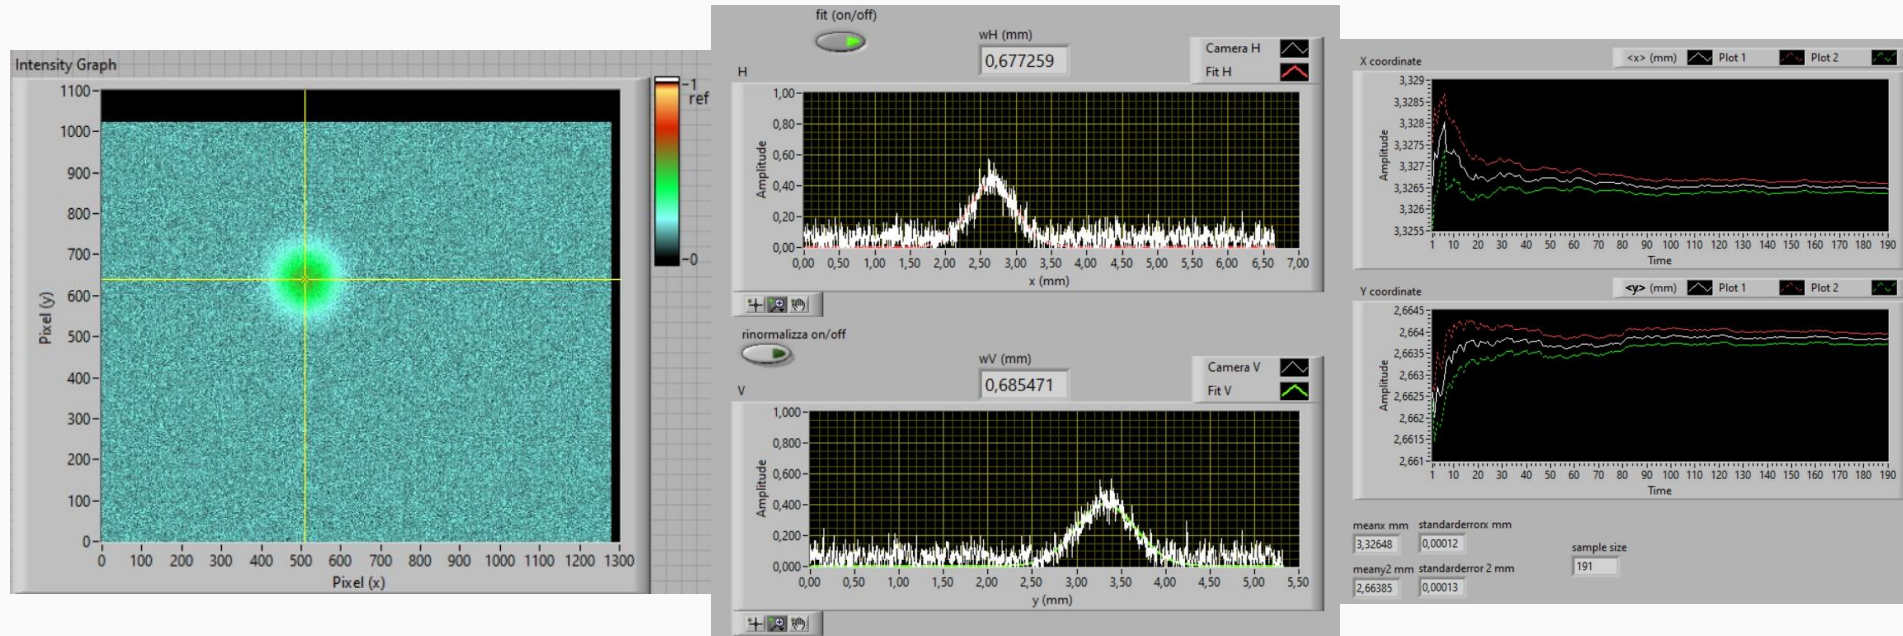 Intensity Graph
1100
1000
900
800
700
600
500
400
300
200
100
0
Pixel (y)
0 100 200 300 400 500 600 700 800 900 1000 1100 1200 1300
Pixel (x)
1
ref
0
fit (on/off)
wH (mm)
0,677259
Camera H
Fit H
H
1,00
0,80
0,60
0,40
0,20
0,00
Amplitude
0,00 0,50 1,00 1,50 2,00 2,50 3,00 3,50 4,00 4,50 5,00 5,50 6,00 6,50 7,00
x (mm)
rinormalizza on/off
wV (mm)
0,685471
Camera V
Fit V
V
1,000
0,800
0,600
0,400
0,200
0,000
Amplitude
0,00 0,50 1,00 1,50 2,00 2,50 3,00 3,50 4,00 4,50 5,00 5,50
y (mm)
X coordinate
<x> (mm) Plot 1 Plot 2
3,329
3,3285
3,328
3,3275
3,327
3,3265
3,326
3,3255
Amplitude
1 10 20 30 40 50 60 70 80 90 100 110 120 130 140 150 160 170 180 190
Time
Y coordinate
<y> (mm) Plot 1 Plot 2
2,6645
2,664
2,6635
2,663
2,6625
2,662
2,6615
2,661
Amplitude
1 10 20 30 40 50 60 70 80 90 100 110 120 130 140 150 160 170 180 190
Time
meanx mm standarderrorx mm
3,32648 0,00012
sample size
191
meany2 mm standarderror 2 mm
2,66385 0,00013